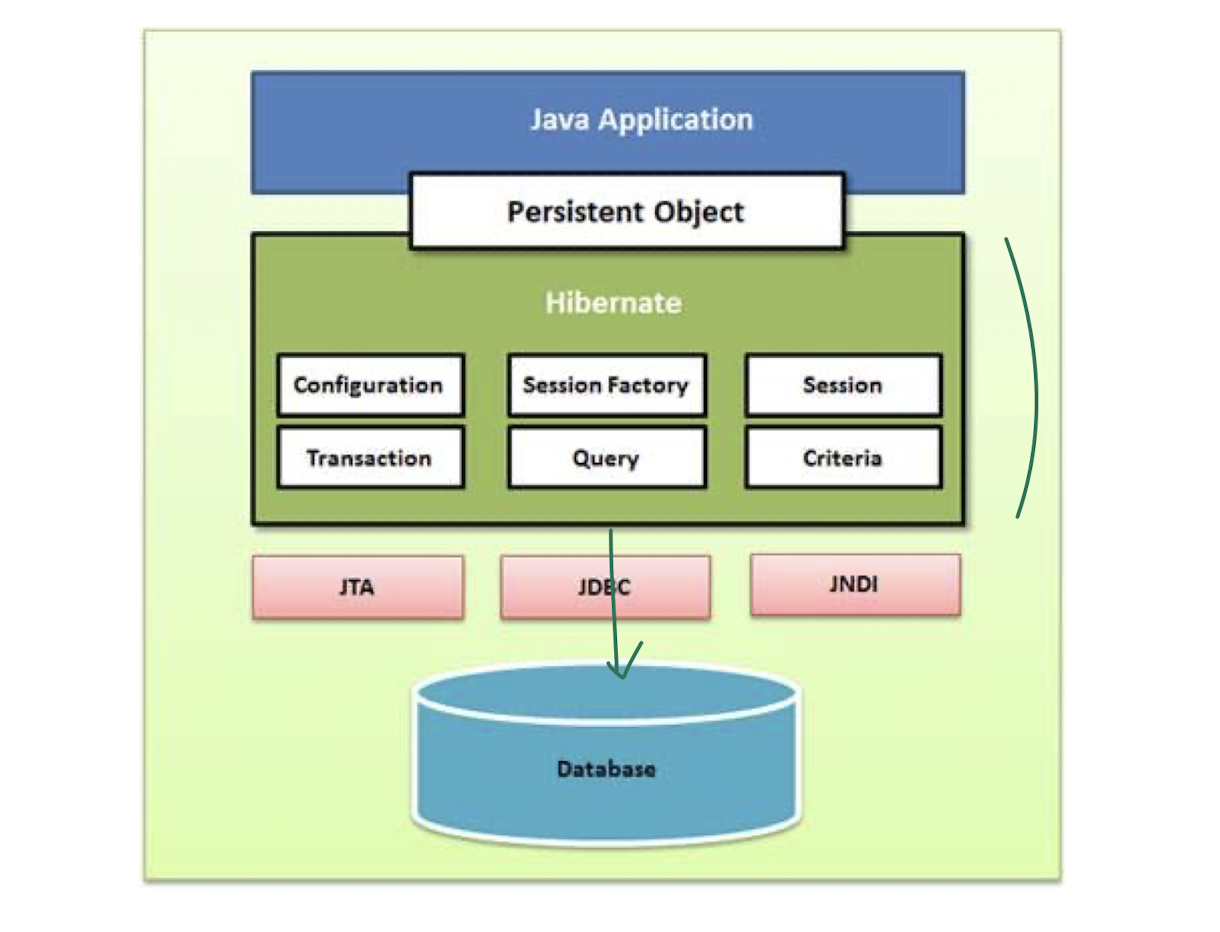 Java Application
Persistent Object
Hibernate
Configuration Session Factory Session
Transaction Query Criteria
JTA JDBC JNDI
Database